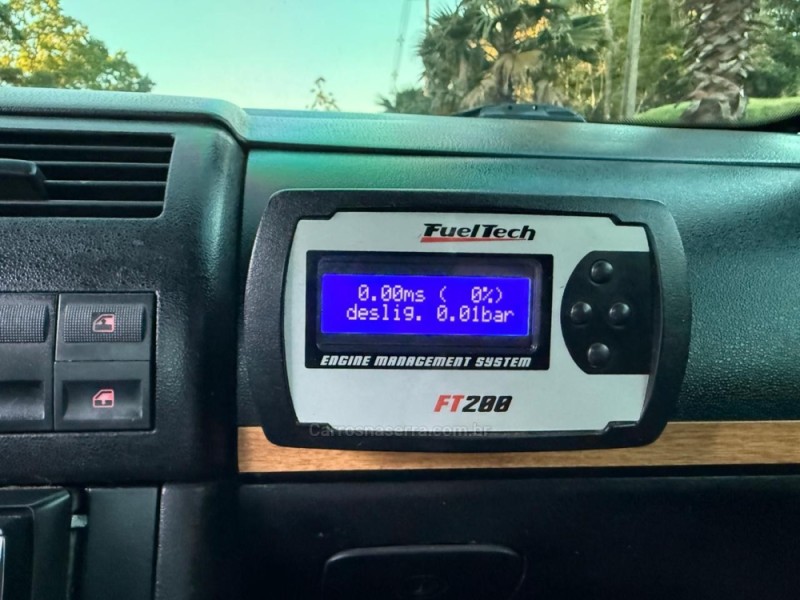 FuelTech
0.00ms ( 0%)
deslig. 0.01bar
ENGINE MANAGEMENT SYSTEM
FT200
Carrosnaserra.com.br